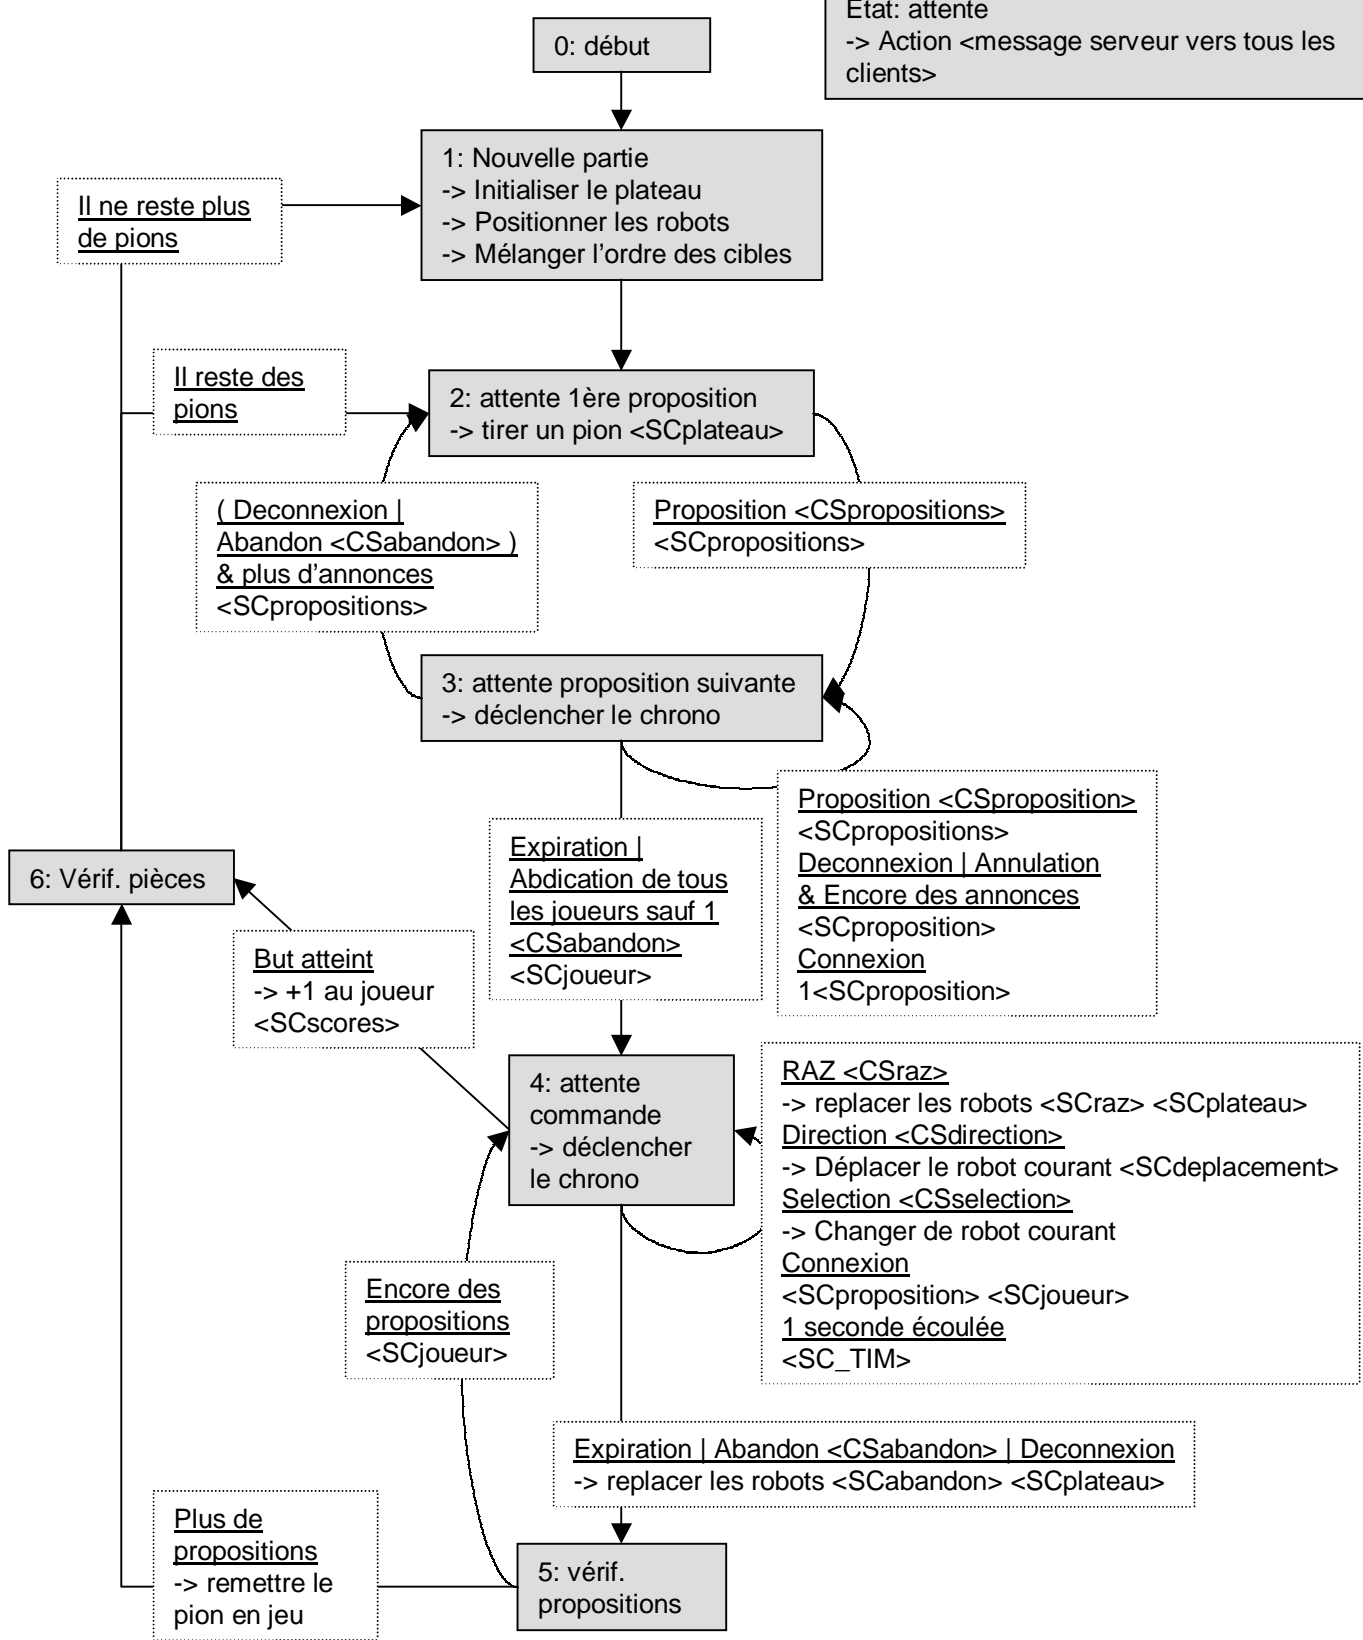 Etat: attente
-> Action <message serveur vers tous les
clients>
0: début
1: Nouvelle partie
-> Initialiser le plateau
-> Positionner les robots
-> Mélanger l’ordre des cibles
Il ne reste plus
de pions
Il reste des
pions
2: attente 1ère proposition
-> tirer un pion <SCplateau>
( Deconnexion |
Abandon <CSabandon> )
& plus d’annonces
<SCpropositions>
Proposition <CSpropositions>
<SCpropositions>
3: attente proposition suivante
-> déclencher le chrono
Proposition <CSproposition>
<SCpropositions>
Deconnexion | Annulation
& Encore des annonces
<SCproposition>
Connexion
1<SCproposition>
Expiration |
Abdication de tous
les joueurs sauf 1
<CSabandon>
<SCjoueur>
6: Vérif. pièces
But atteint
-> +1 au joueur
<SCscores>
4: attente
commande
-> déclencher
le chrono
RAZ <CSraz>
-> replacer les robots <SCraz> <SCplateau>
Direction <CSdirection>
-> Déplacer le robot courant <SCdeplacement>
Selection <CSselection>
-> Changer de robot courant
Connexion
<SCproposition> <SCjoueur>
1 seconde écoulée
<SC_TIM>
Encore des
propositions
<SCjoueur>
Expiration | Abandon <CSabandon> | Deconnexion
-> replacer les robots <SCabandon> <SCplateau>
Plus de
propositions
-> remettre le
pion en jeu
5: vérif.
propositions